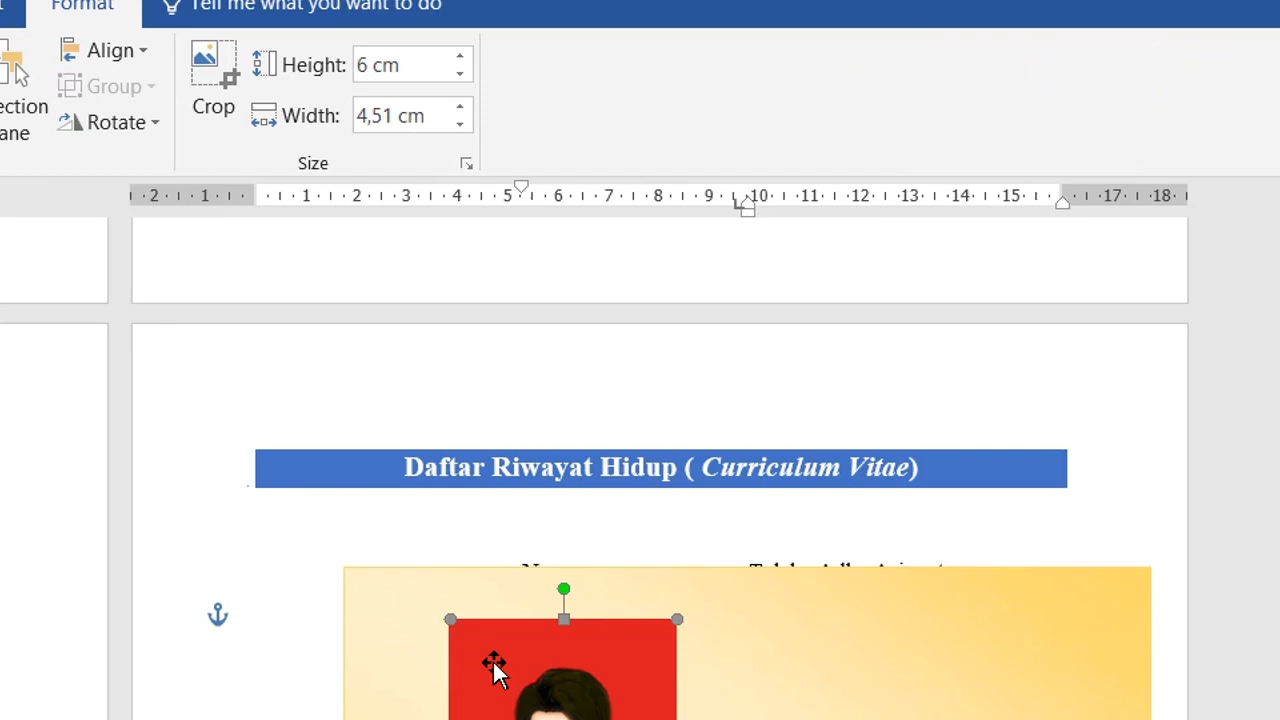 Format
Tell me what you want to do
Align
Group
Rotate
Crop
Height: 6 cm
Width: 4,51 cm
Size
2 1 1 2 3 4 5 6 7 8 9 10 11 12 13 14 15 17 18
Daftar Riwayat Hidup ( Curriculum Vitae)